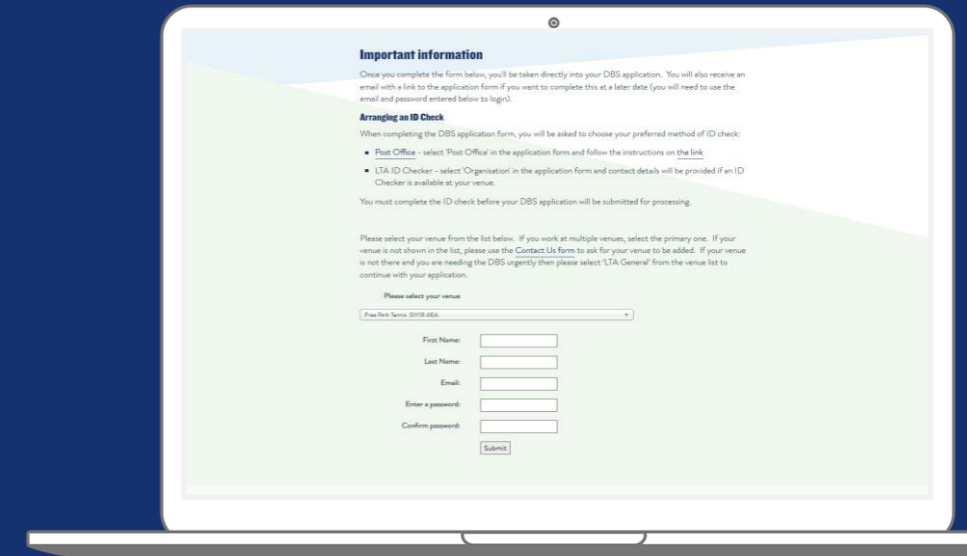 Important information
Once you complete the form below, you'll be taken directly into your DBS application. You will also receive an
email with a link to the application form if you want to complete this at a later date (you will need to use the
email and password entered below to login).
Arranging an ID Check
When completing the DBS application form, you will be asked to choose your preferred method of ID check:
▪ Post Office - select 'Post Office' in the application form and follow the instructions on the link
▪ LTA ID Checker - select 'Organisation' in the application form and contact details will be provided if an ID
Checker is available at your venue.
You must complete the ID check before your DBS application will be submitted for processing.
Please select your venue from the list below. If you work at multiple venues, select the primary one. If your
venue is not shown in the list, please use the Contact Us form to ask for your venue to be added. If your venue
is not there and you are needing the DBS urgently then please select 'LTA General' from the venue list to
continue with your application.
Please select your venue
Park Tennis
First Name:
Last Name:
Email:
Enter a password:
Confirm password:
Submit